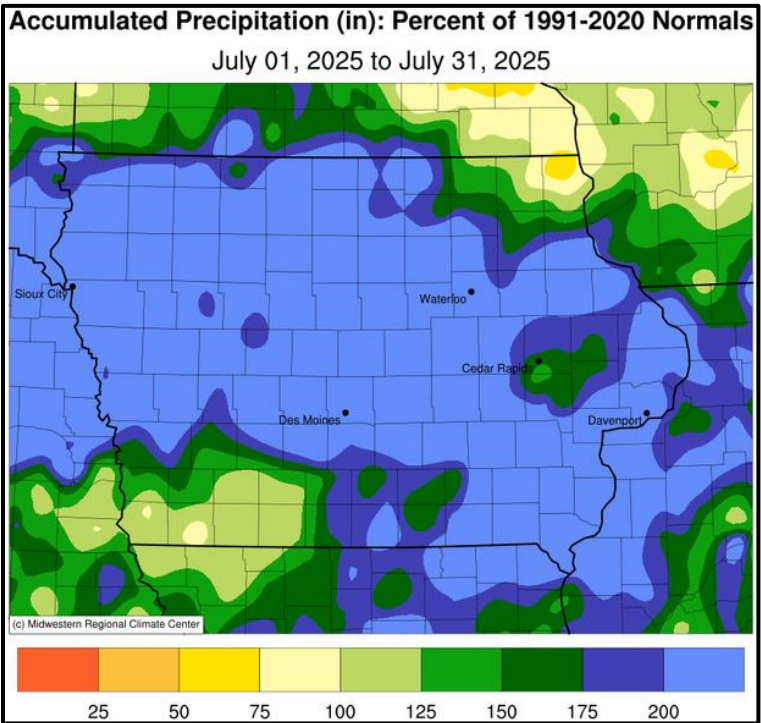 Accumulated Precipitation (in): Percent of 1991-2020 Normals
July 01, 2025 to July 31, 2025
Sioux City
Waterloo
Cedar Rapids
Des Moines
Davenport
(c) Midwestern Regional Climate Center
25 50 75 100 125 150 175 200